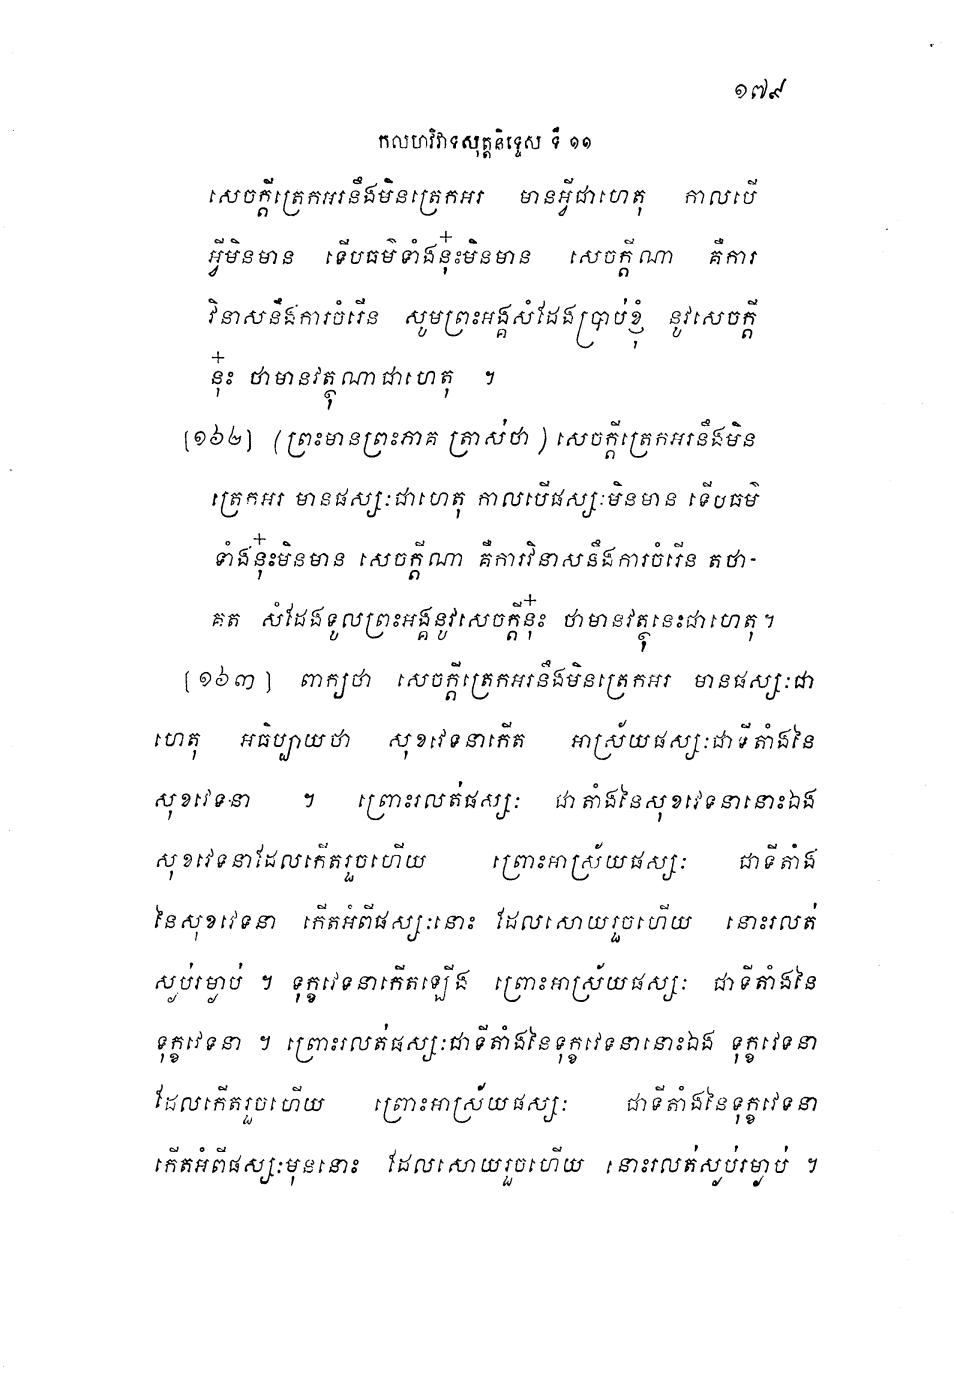 ១៧៩
កលហវិវាទសុត្តនិទ្ទេស ទី ១១
សេចក្តីត្រេកអរនឹងមិនត្រេកអរ មានអ្វីជាហេតុ កាលបើ
អ្វីមិនមាន ទើបធម៌ទាំង៎នុ៎ះមិនមាន សេចក្តីណា គឺការ
វិនាសនឹងការចំរើន សូមព្រះអង្គសំដែងប្រាប់ខ្ញុំ នូវសេចក្តី
នុ៎ះ ថាមានវត្ថុណាជាហេតុ ។
[១៦២] (ព្រះមានព្រះភាគ ត្រាស់ថា) សេចក្តីត្រេកអរនឹងមិន
ត្រេកអរ មានផស្សៈជាហេតុ កាលបើផស្សៈមិនមាន ទើបធម៌
ទាំងនុ៎ះមិនមាន សេចក្តីណា គឺការវិនាសនឹងការចំរើន តថា-
គត សំដែងទូលព្រះអង្គនូវសេចក្តីនុ៎ះ ថាមានវត្ថុនេះជាហេតុ។
[១៦៣] ពាក្យថា សេចក្តីត្រេកអរនឹងមិនត្រេកអរ មានផស្សៈជា
ហេតុ អធិប្បាយថា សុខវេទនាកើត អាស្រ័យផស្សៈជាទីតាំងនៃ
សុខវេទនា ។ ព្រោះរលត់ផស្សៈ ជាតាំងនៃសុខវេទនានោះឯង
សុខវេទនាដែលកើតរួចហើយ ព្រោះអាស្រ័យផស្សៈ ជាទីតាំង
នៃសុខវេទនា កើតអំពីផស្សៈនោះ ដែលសោយរួចហើយ នោះរលត់
ស្ងប់រម្ងាប់ ។ ទុក្ខវេទនាកើតឡើង ព្រោះអាស្រ័យផស្សៈ ជាទីតាំងនៃ
ទុក្ខវេទនា ។ ព្រោះរលត់ផស្សៈជាទីតាំងនៃទុក្ខវេទនានោះឯង ទុក្ខវេទនា
ដែលកើតរួចហើយ ព្រោះអាស្រ័យផស្សៈ ជាទីតាំងនៃទុក្ខវេទនា
កើតអំពីផស្សៈមុននោះ ដែលសោយរួចហើយ នោះរលត់ស្ងប់រម្ងាប់ ។